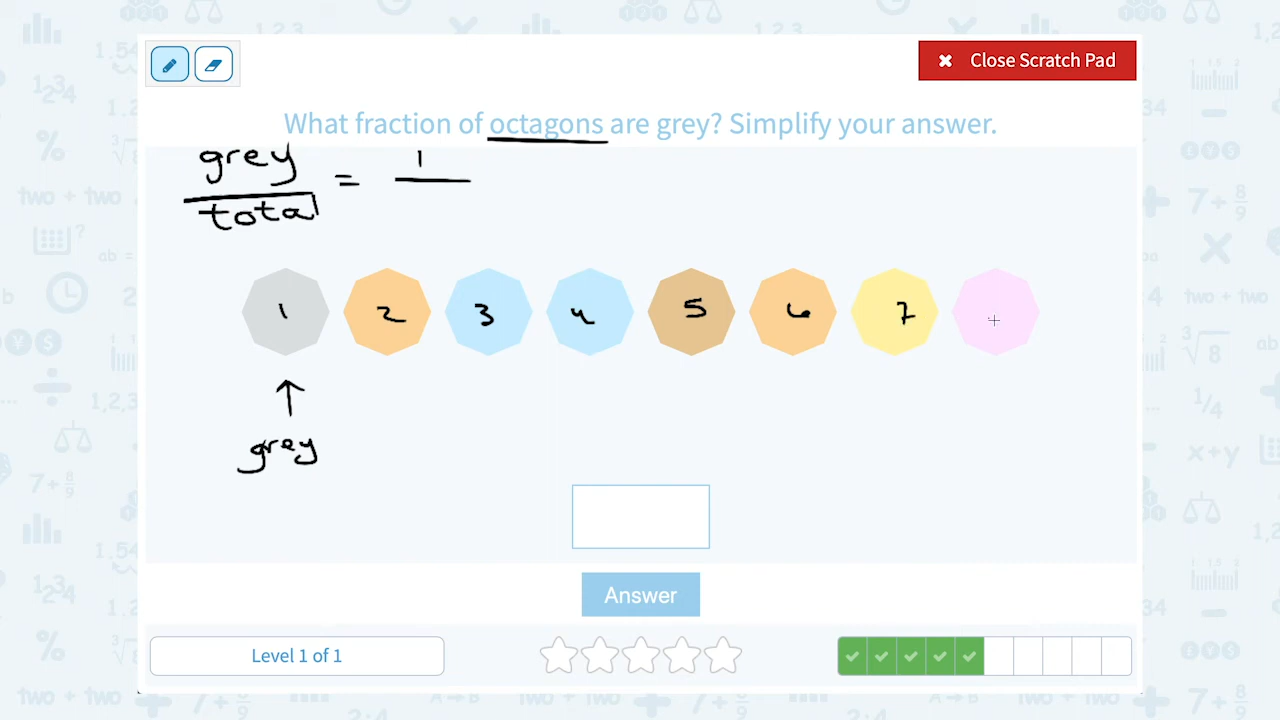 Close Scratch Pad
What fraction of octagons are grey? Simplify your answer.
grey
total
=
1
1 2 3 4 5 6 7
grey
Answer
Level 1 of 1